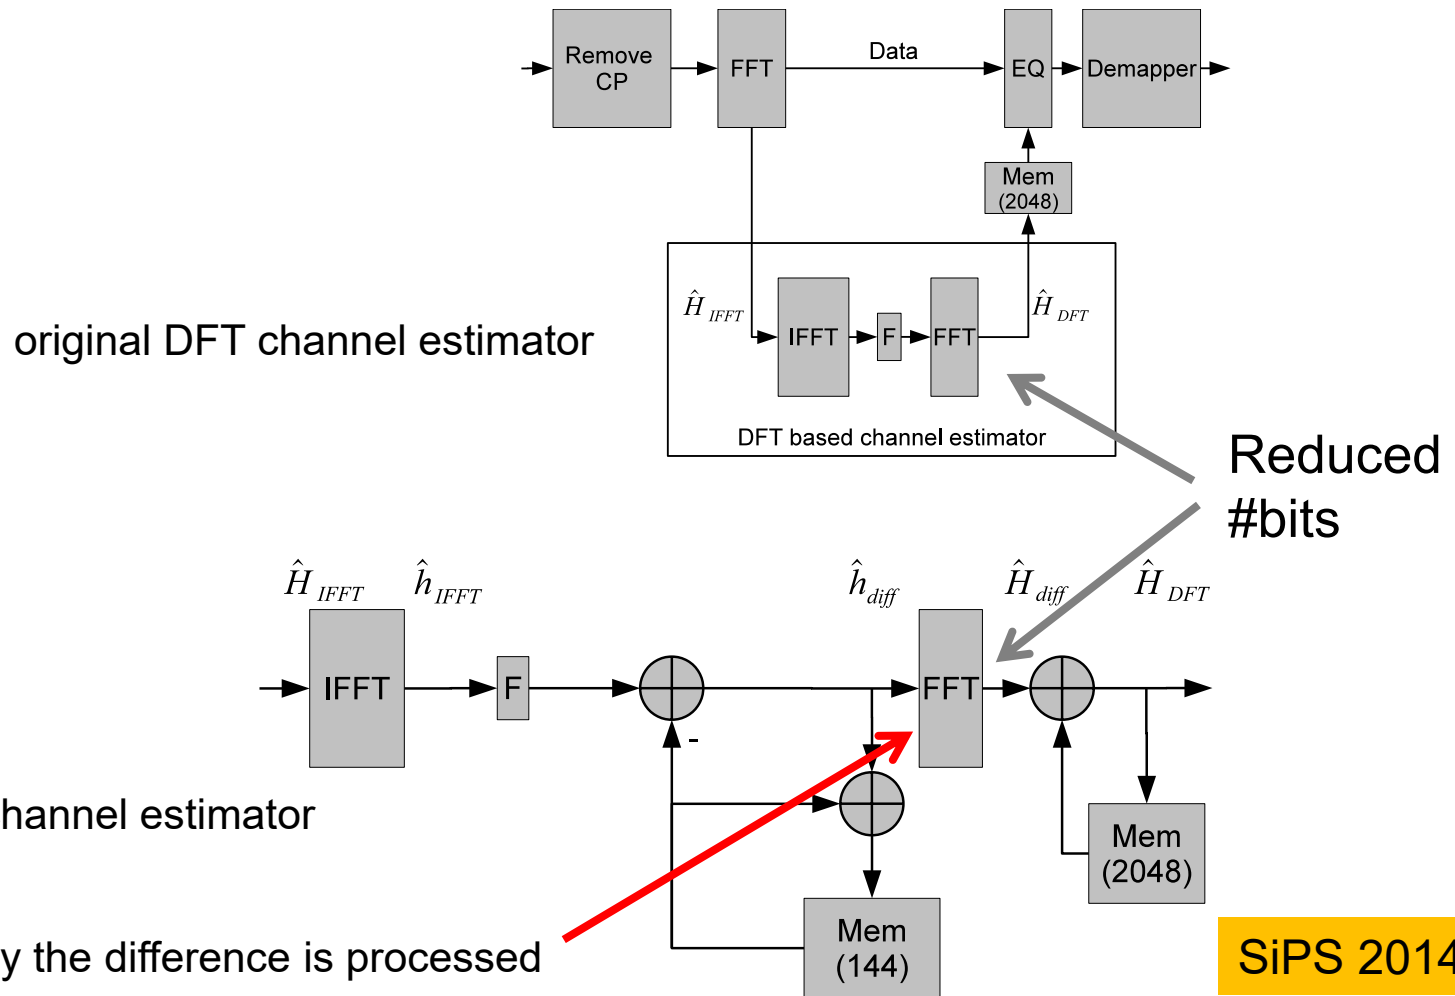 Remove
CP
FFT
Data
EQ
Demapper
Mem
(2048)
Ĥ IFFT
Ĥ DFT
IFFT
F
FFT
original DFT channel estimator
DFT based channel estimator
Reduced
#bits
Ĥ IFFT
ĥ IFFT
ĥ diff
Ĥ diff
Ĥ DFT
IFFT
F
FFT
-
hannel estimator
Mem
(2048)
Mem
(144)
y the difference is processed
SiPS 2014